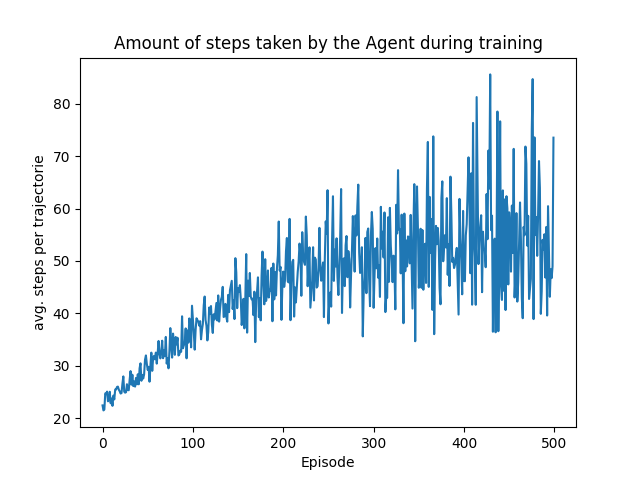 Amount of steps taken by the Agent during training
avg. steps per trajectorie
80
70
60
50
40
30
20
0 100 200 300 400 500
Episode